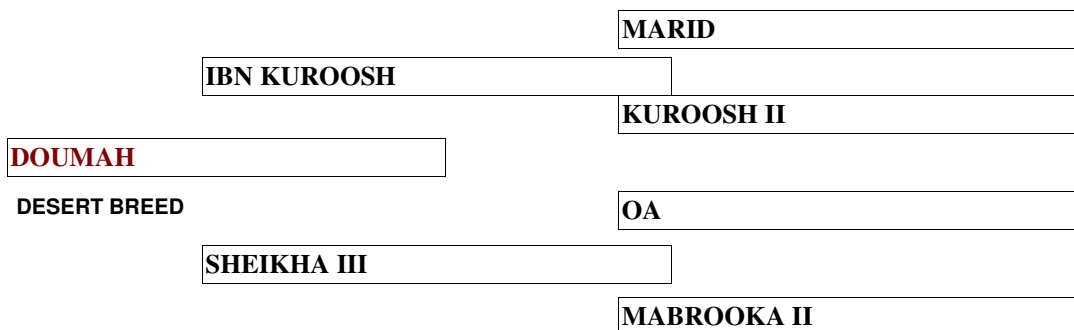 MARID
IBN KUROOSH
KUROOSH II
DOUMAH
DESERT BREED
OA
SHEIKHA III
MABROOKA II